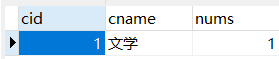 cid cname nums
1 文学 1